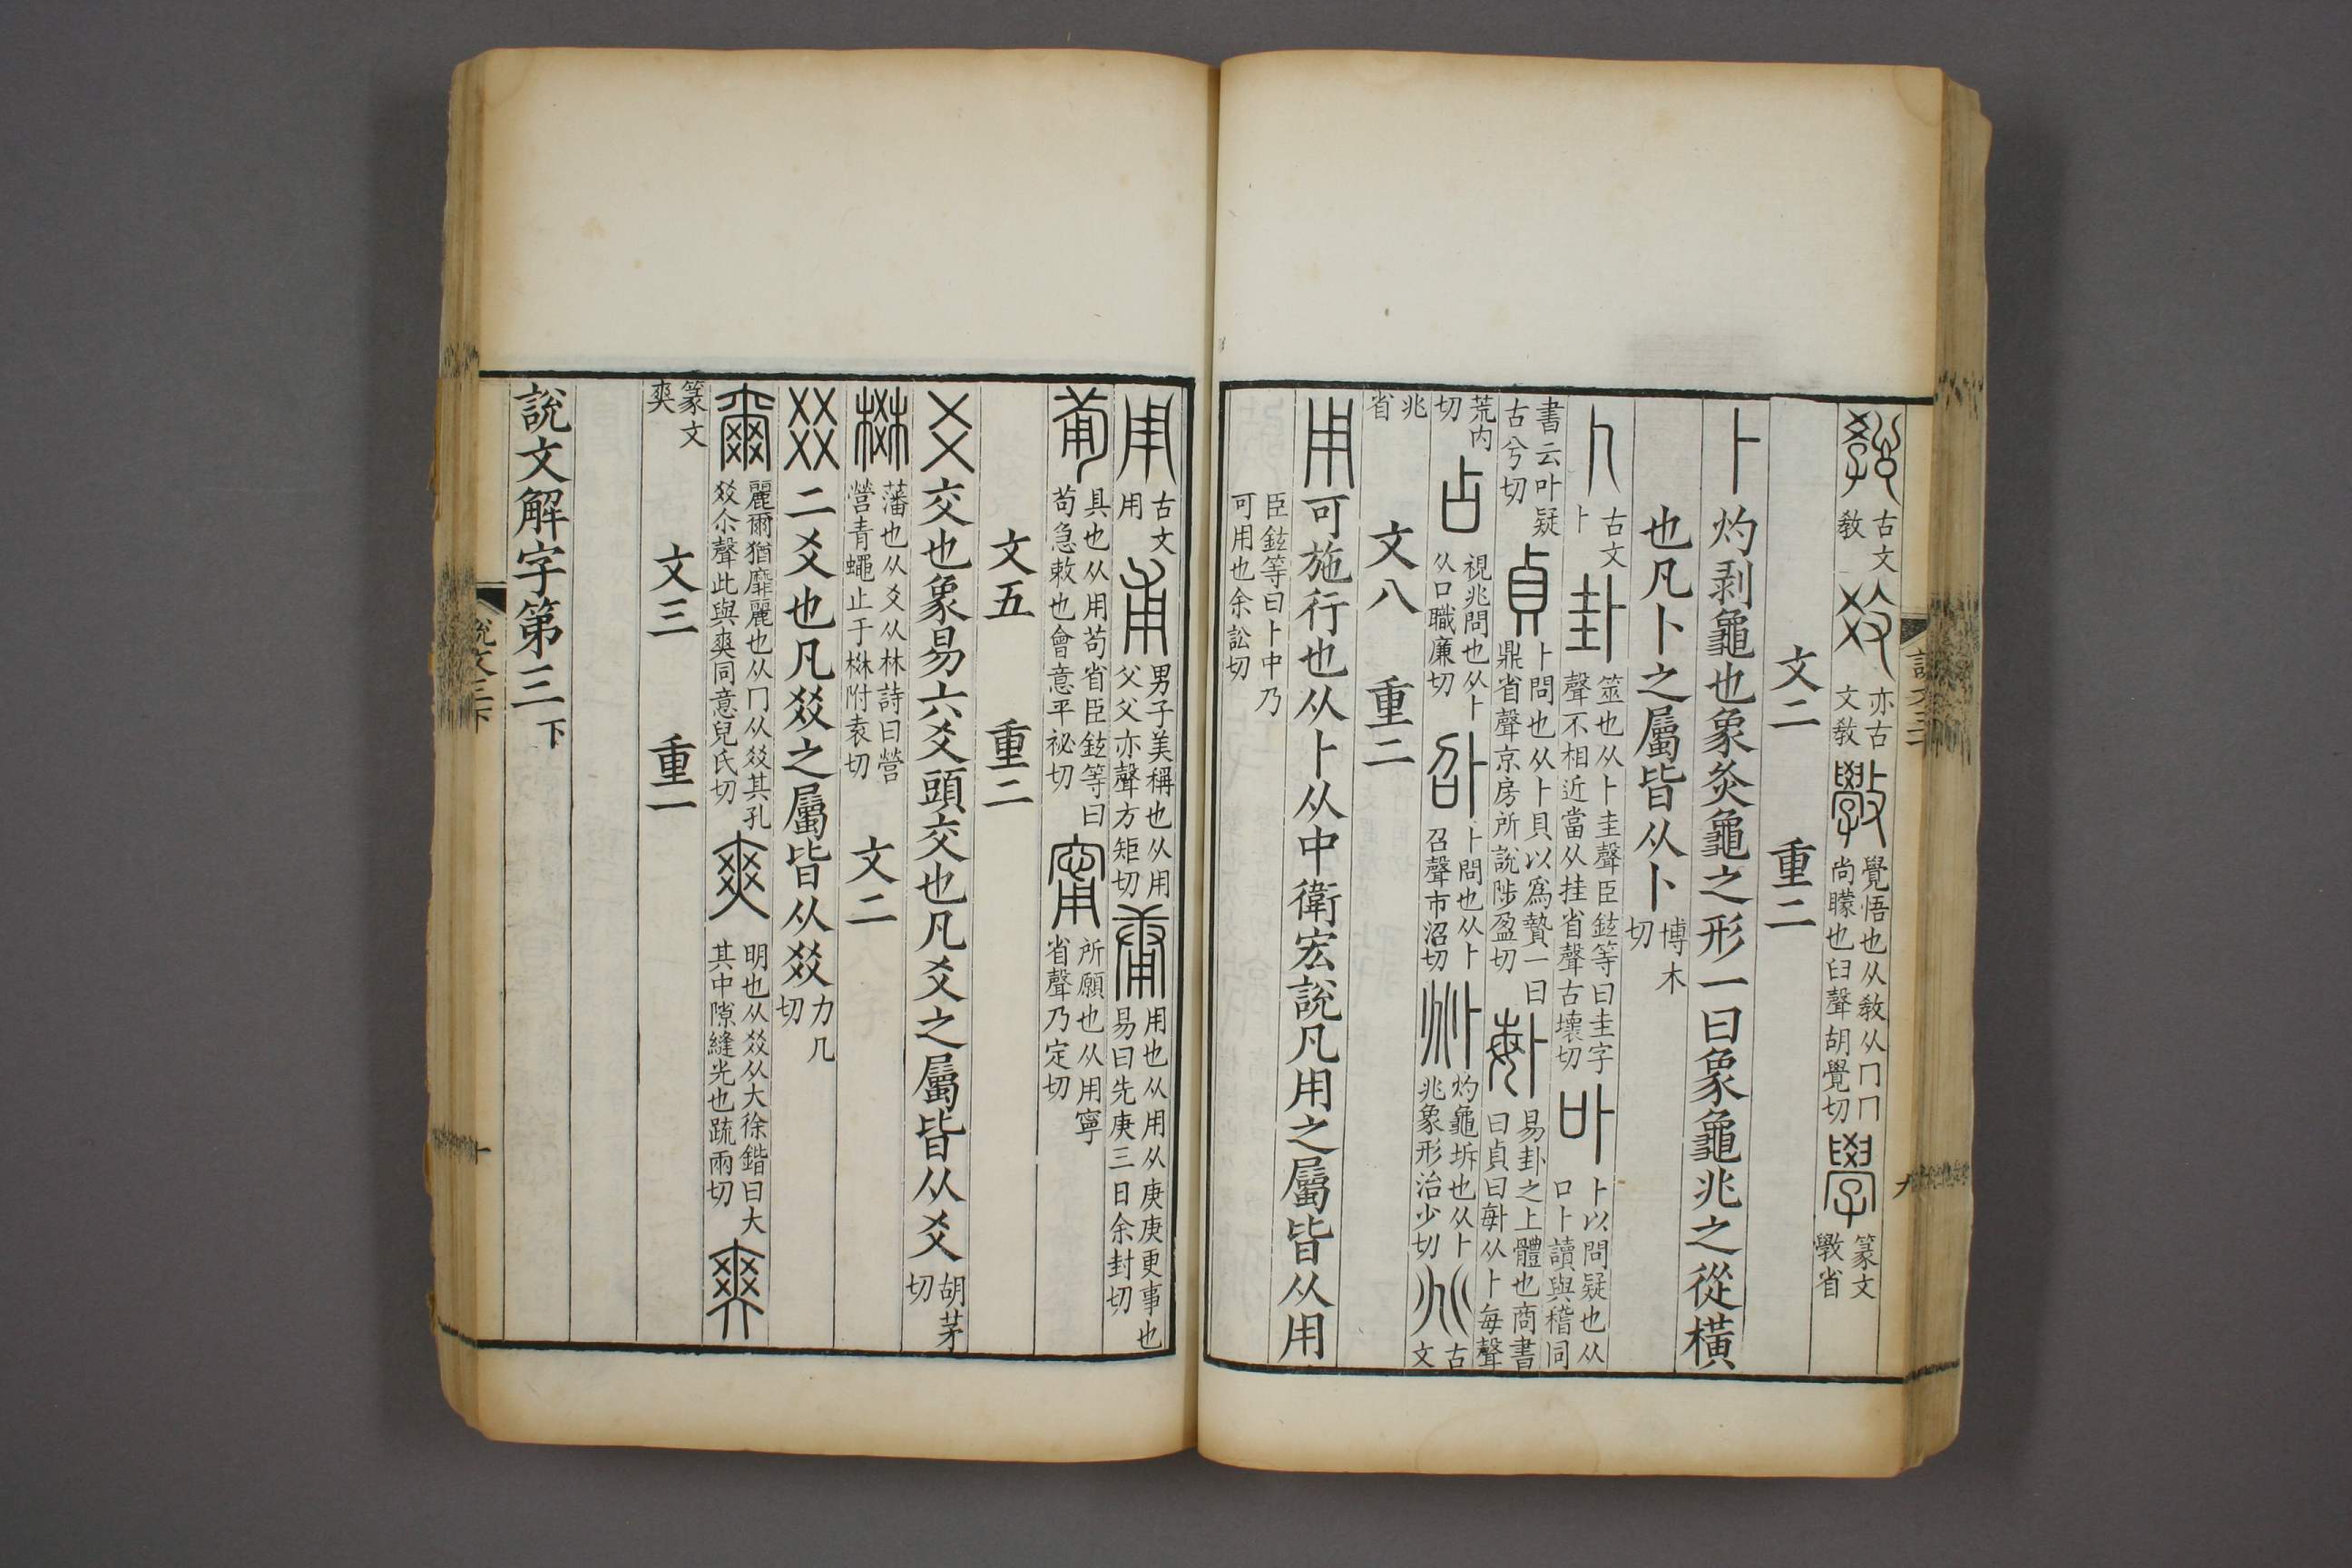 𤕝古文敎𢻯亦古文敎斆覺悟也从敎从冂冂尚矇也臼聲胡覺切學篆文斆省
文二 重二
卜灼剥龜也象灸龜之形一曰象龜兆之從橫
也凡卜之屬皆从卜博木切
卜古文卜卦筮也从卜圭聲臣鉉等曰圭字聲不相近當从挂省聲古壞切卟卜以問疑也从口卜讀與稽同
書云叶疑古兮切貞卜問也从卜貝以爲贄一曰鼎省聲京房所說陟盈切𠧩易卦之上體也商書曰貞曰𠧩从卜每聲
荒内切占視兆問也从卜从口職廉切卲卜問也从卜召聲市沼切𠧞灼龜坼也从卜兆象形治少切兆古文
兆省 文八 重二
用可施行也从卜从中衛宏說凡用之屬皆从用
臣鉉等曰卜中乃可用也余訟切
用古文用甫男子美稱也从用父父亦聲方矩切庸用也从用从庚庚更事也易曰先庚三日余封切
𤰈具也从用苟省臣鉉等曰苟急敕也會意平祕切甯所願也从用寧省聲乃定切
文五 重二
爻交也象易六爻頭交也凡爻之屬皆从爻胡茅切
棥藩也从爻从林詩曰營營青蠅止于棥附袁切 文二
㸚二爻也凡㸚之屬皆从㸚力几切
爾麗爾猶靡麗也从冂从㸚其孔㸚尒聲此與爽同意兒氏切爽明也从㸚从大徐鍇曰大其中隙縫光也疏兩切爽
篆文爽 文三 重一
說文解字第三下
說文三下
十